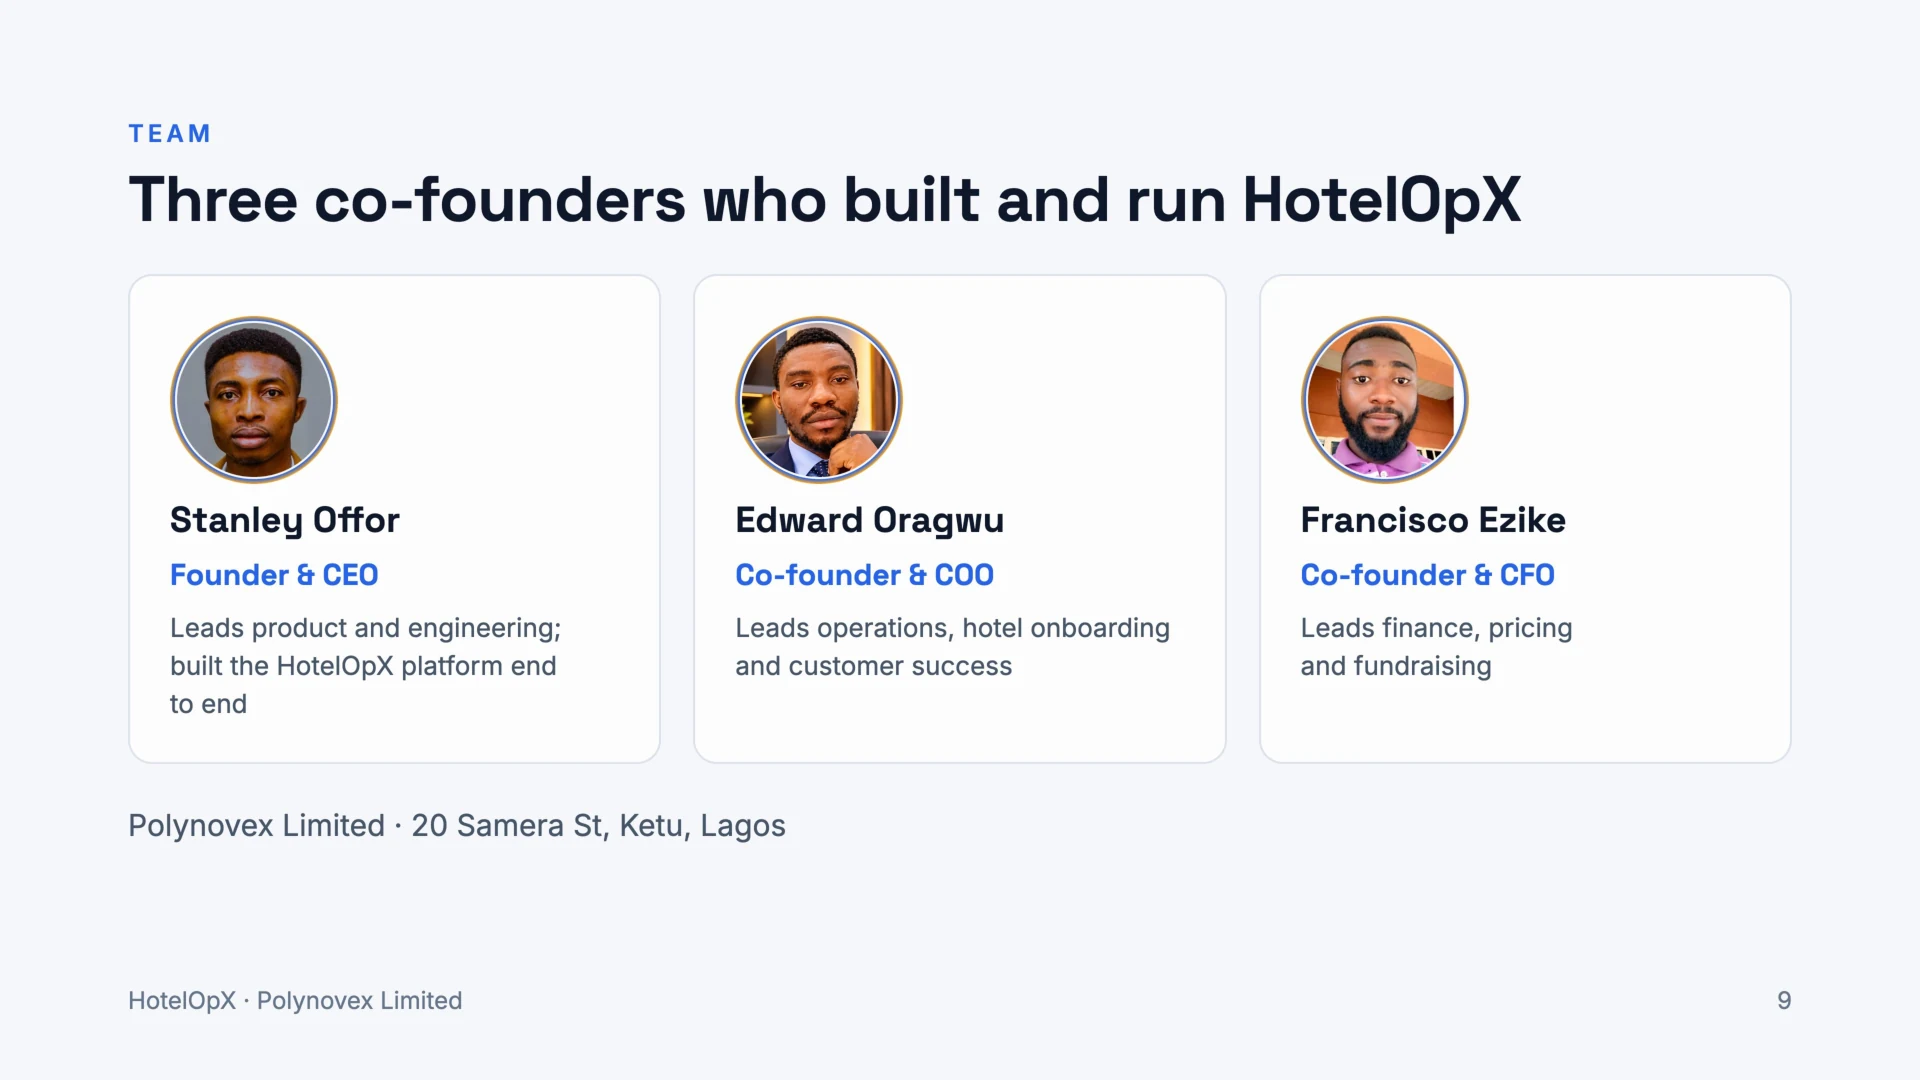 TEAM
Three co-founders who built and run HotelOpX
Stanley Offor
Founder & CEO
Leads product and engineering;
built the HotelOpX platform end
to end
Edward Oragwu
Co-founder & COO
Leads operations, hotel onboarding
and customer success
Francisco Ezike
Co-founder & CFO
Leads finance, pricing
and fundraising
Polynovex Limited · 20 Samera St, Ketu, Lagos
HotelOpX · Polynovex Limited
9